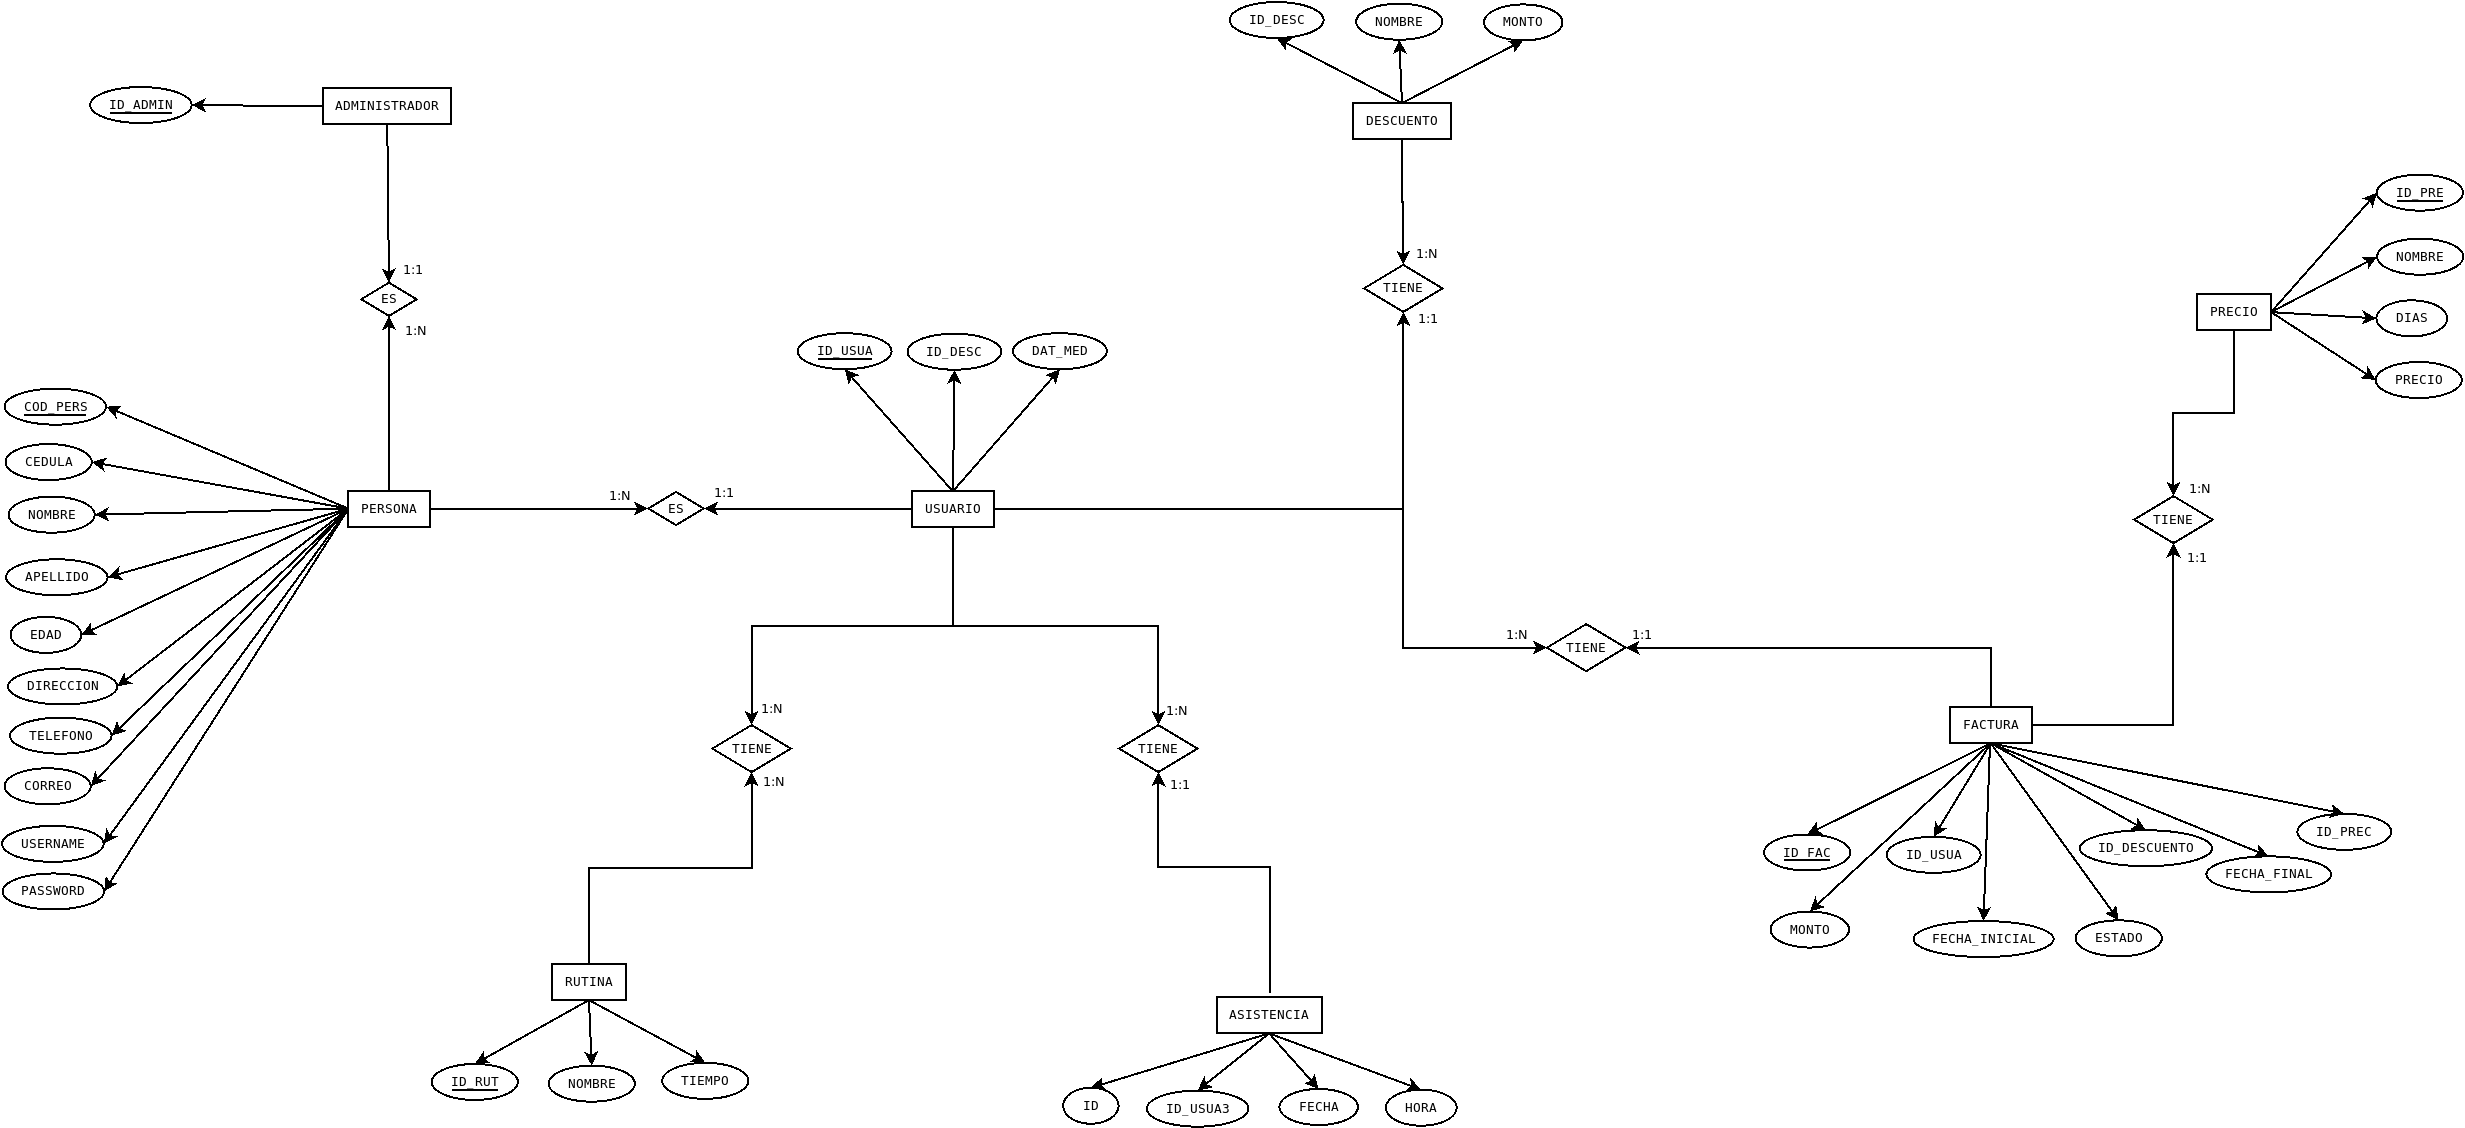 ID_DESC
NOMBRE
MONTO
ID_ADMIN
ADMINISTRADOR
DESCUENTO
ID_PRE
NOMBRE
DIAS
PRECIO
PRECIO
1:N
TIENE
1:1
1:1
ES
1:N
ID_USUA
ID_DESC
DAT_MED
COD_PERS
CEDULA
NOMBRE
APELLIDO
EDAD
DIRECCION
TELEFONO
CORREO
USERNAME
PASSWORD
PERSONA
1:N
ES
1:1
USUARIO
1:N
TIENE
1:1
1:N
TIENE
1:1
FACTURA
1:N
TIENE
1:N
1:N
TIENE
1:1
ID_FAC
ID_USUA
ID_DESCUENTO
FECHA_FINAL
ID_PREC
MONTO
FECHA_INICIAL
ESTADO
RUTINA
ID_RUT
NOMBRE
TIEMPO
ASISTENCIA
ID
ID_USUA3
FECHA
HORA